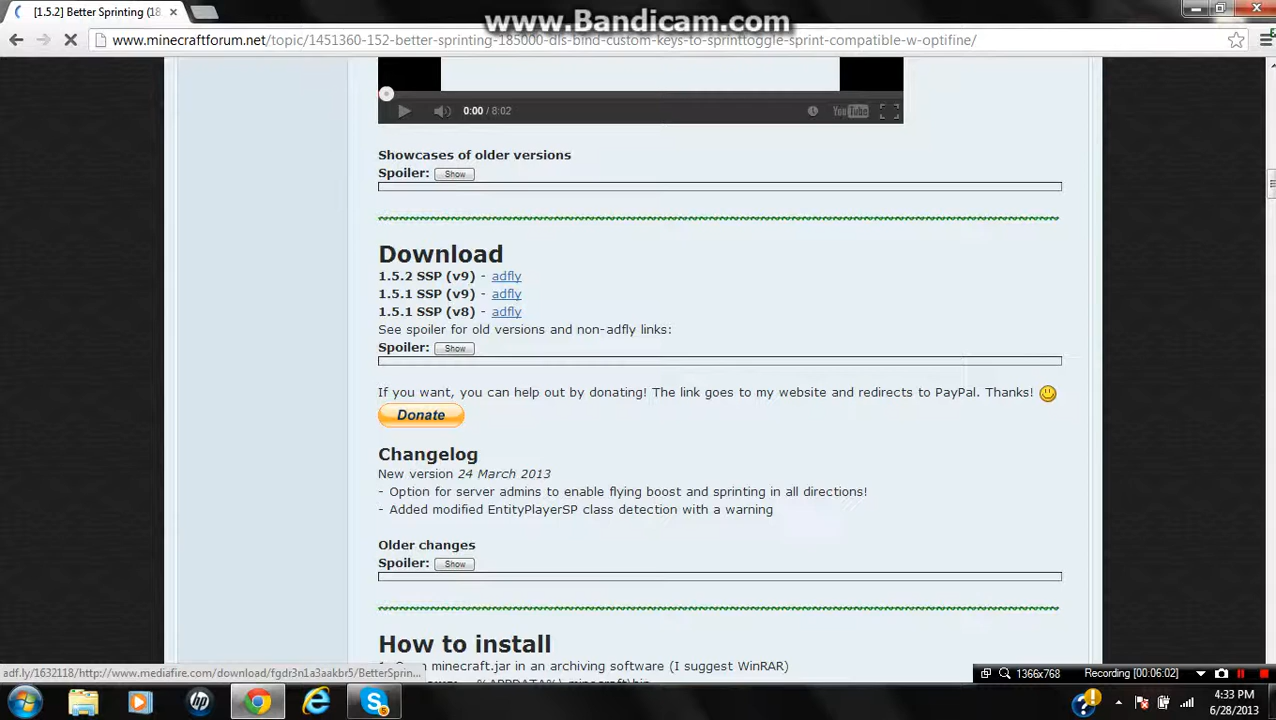 www.Bandicam.com
[1.5.2] Better Sprinting (18
www.minecraftforum.net/topic/1451360-152-better-sprinting-185000-dls-bind-custom-keys-to-sprinttoggle-sprint-compatible-w-optifine/
0:00 / 8:02
YouTube
Showcases of older versions
Spoiler: Show
Download
1.5.2 SSP (v9) - adfly
1.5.1 SSP (v9) - adfly
1.5.1 SSP (v8) - adfly
See spoiler for old versions and non-adfly links:
Spoiler: Show
If you want, you can help out by donating! The link goes to my website and redirects to PayPal. Thanks!
Donate
Changelog
New version 24 March 2013
- Option for server admins to enable flying boost and sprinting in all directions!
- Added modified EntityPlayerSP class detection with a warning
Older changes
Spoiler: Show
How to install
1. Open minecraft.jar in an archiving software (I suggest WinRAR)
%APPDATA%\.minecraft\bin
adf.ly/1632118/http://www.mediafire.com/download/fgdr3n1a3aakbr5/BetterSprin...
1366x768
Recording [00:06:02]
4:33 PM
6/28/2013